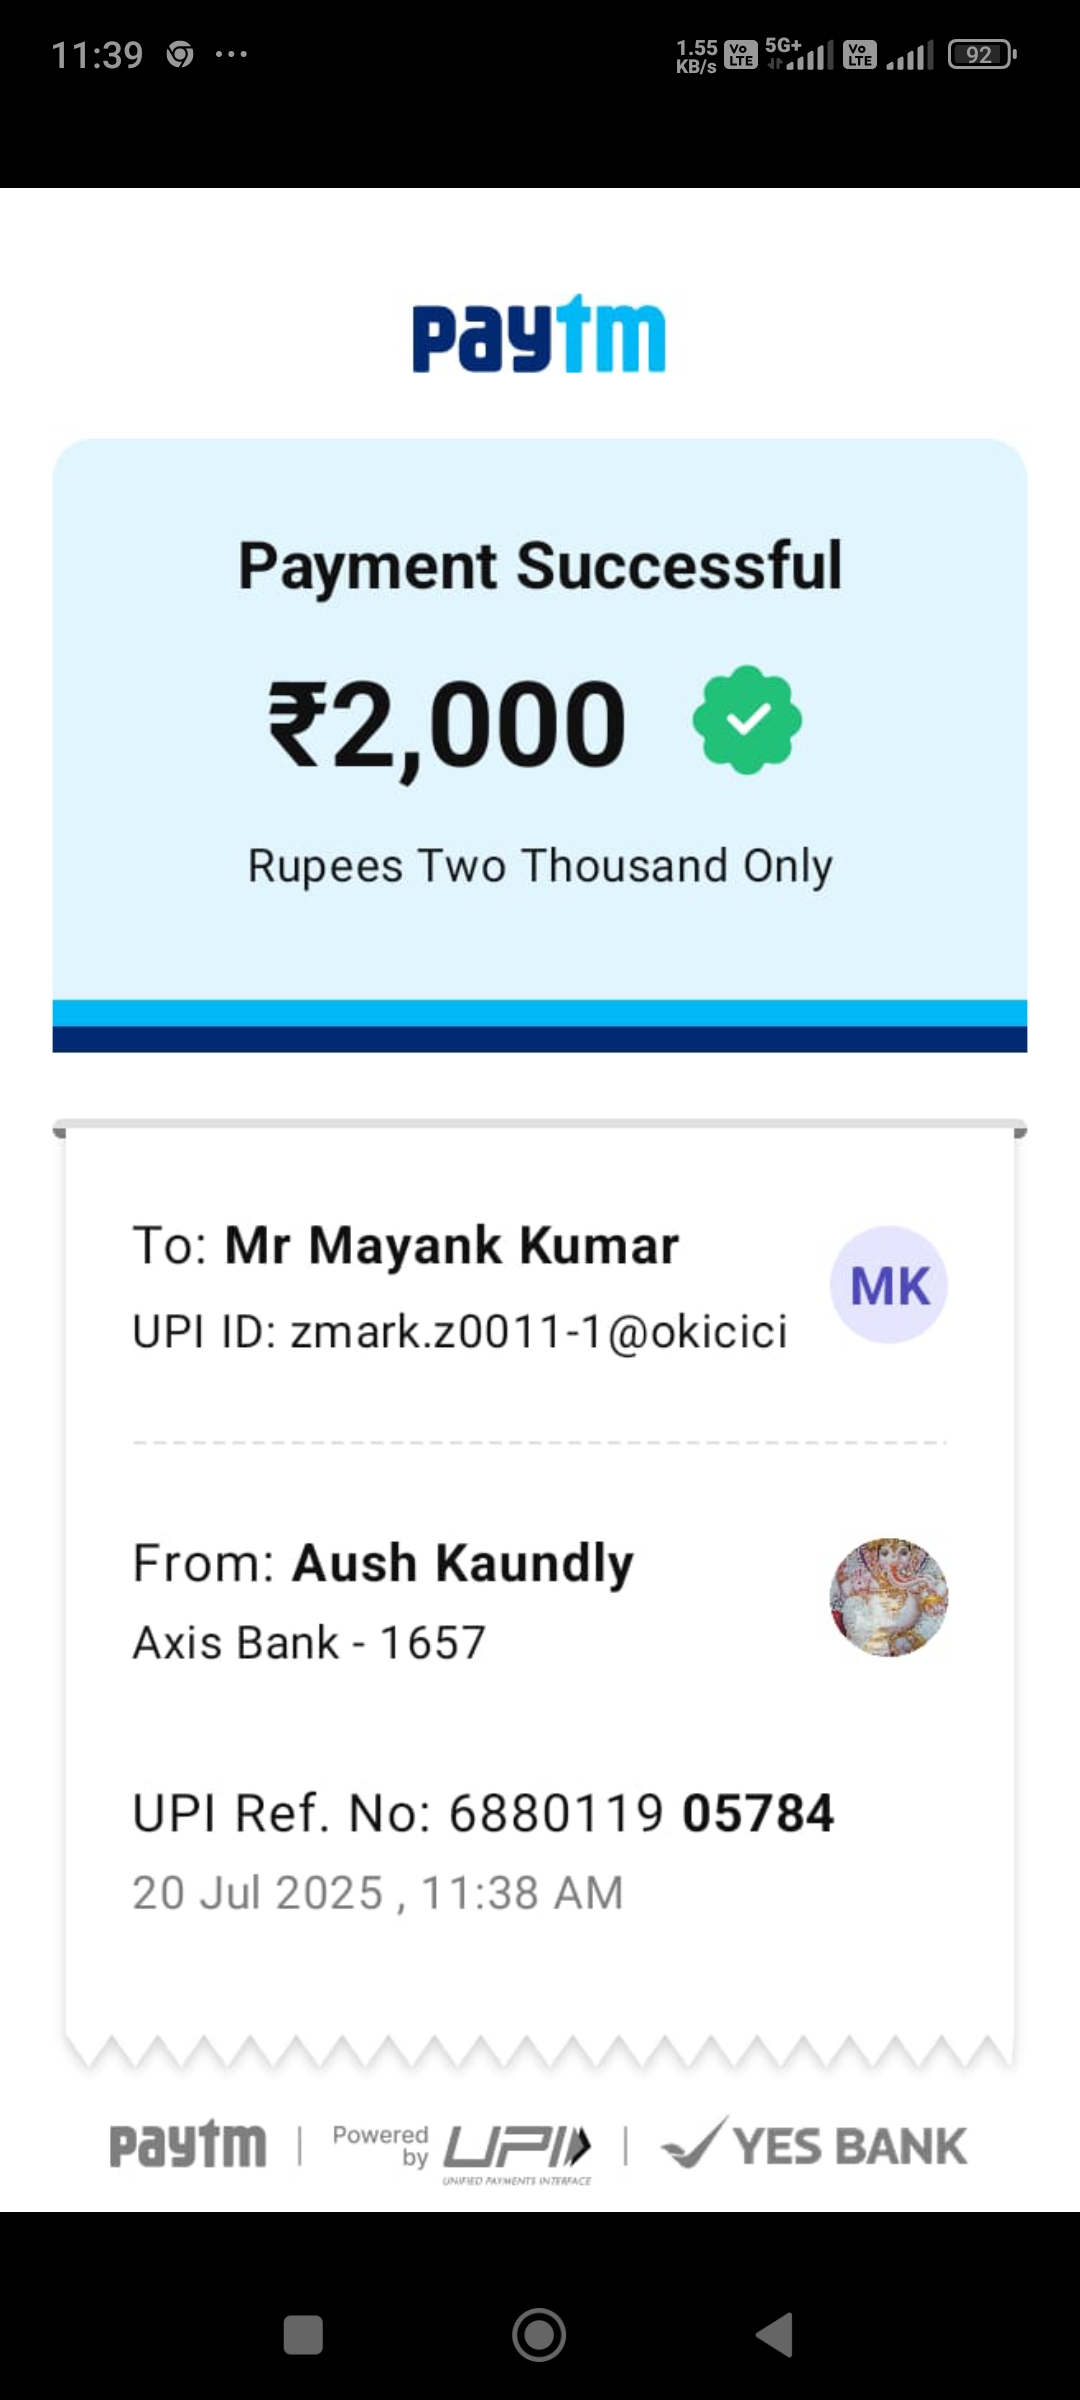 11:39
1.55 KB/s Vo LTE 5G+ Vo LTE 92
paytm
Payment Successful
₹2,000
Rupees Two Thousand Only
To: Mr Mayank Kumar
MK
UPI ID: zmark.z0011-1@okicici
From: Aush Kaundly
Axis Bank - 1657
UPI Ref. No: 6880119 05784
20 Jul 2025 , 11:38 AM
paytm | Powered by UPI UNIFIED PAYMENTS INTERFACE | YES BANK